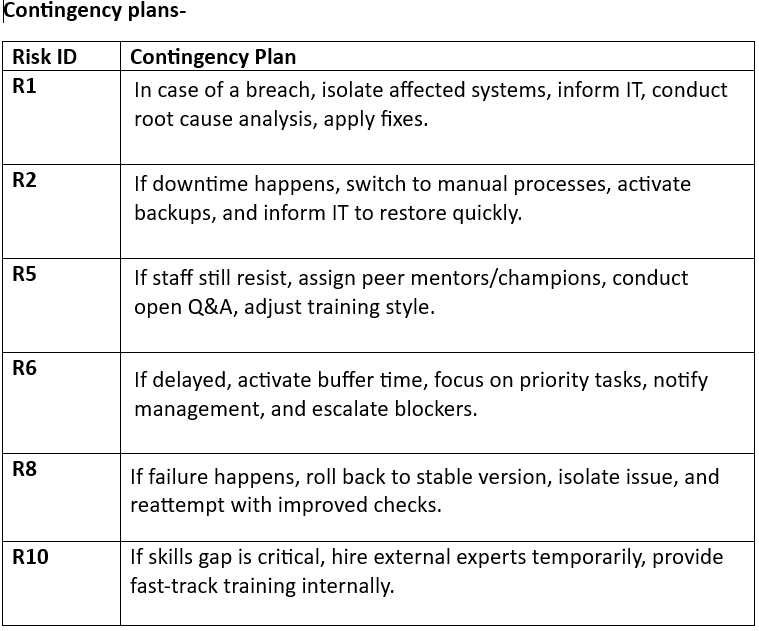 Contingency plans-
Risk ID Contingency Plan
R1 In case of a breach, isolate affected systems, inform IT, conduct
root cause analysis, apply fixes.
R2 If downtime happens, switch to manual processes, activate
backups, and inform IT to restore quickly.
R5 If staff still resist, assign peer mentors/champions, conduct
open Q&A, adjust training style.
R6 If delayed, activate buffer time, focus on priority tasks, notify
management, and escalate blockers.
R8 If failure happens, roll back to stable version, isolate issue, and
reattempt with improved checks.
R10 If skills gap is critical, hire external experts temporarily, provide
fast-track training internally.